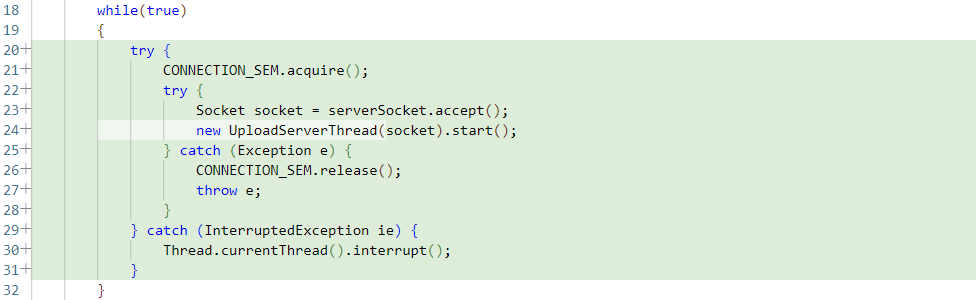 18 while(true)
19 {
20+ try {
21+ CONNECTION_SEM.acquire();
22+ try {
23+ Socket socket = serverSocket.accept();
24+ new UploadServerThread(socket).start();
25+ } catch (Exception e) {
26+ CONNECTION_SEM.release();
27+ throw e;
28+ }
29+ } catch (InterruptedException ie) {
30+ Thread.currentThread().interrupt();
31+ }
32 }